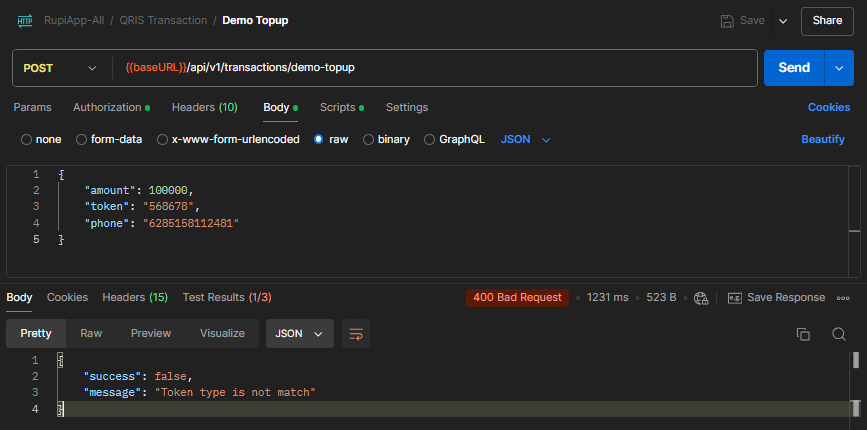 HTTP RupiApp-All / QRIS Transaction / Demo Topup Save Share
POST {{baseURL}}/api/v1/transactions/demo-topup Send
Params Authorization Headers (10) Body Scripts Settings Cookies
none form-data x-www-form-urlencoded raw binary GraphQL JSON Beautify
1 {
2 "amount": 100000,
3 "token": "568678",
4 "phone": "6285158112481"
5 }
Body Cookies Headers (15) Test Results (1/3) 400 Bad Request 1231 ms 523 B e.g. Save Response
Pretty Raw Preview Visualize JSON
1 {
2 "success": false,
3 "message": "Token type is not match"
4 }